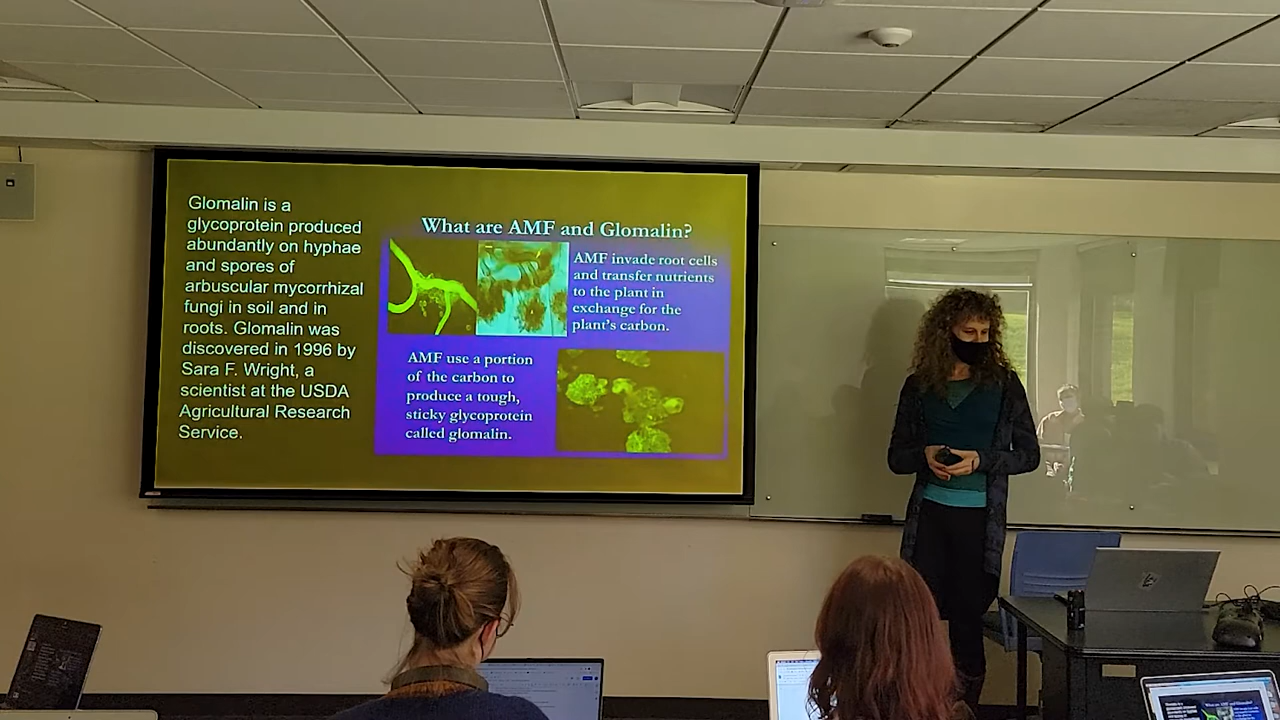 Glomalin is a
glycoprotein produced
abundantly on hyphae
and spores of
arbuscular mycorrhizal
fungi in soil and in
roots. Glomalin was
discovered in 1996 by
Sara F. Wright, a
scientist at the USDA
Agricultural Research
Service.
What are AMF and Glomalin?
AMF invade root cells
and transfer nutrients
to the plant in
exchange for the
plant's carbon.
AMF use a portion
of the carbon to
produce a tough,
sticky glycoprotein
called glomalin.